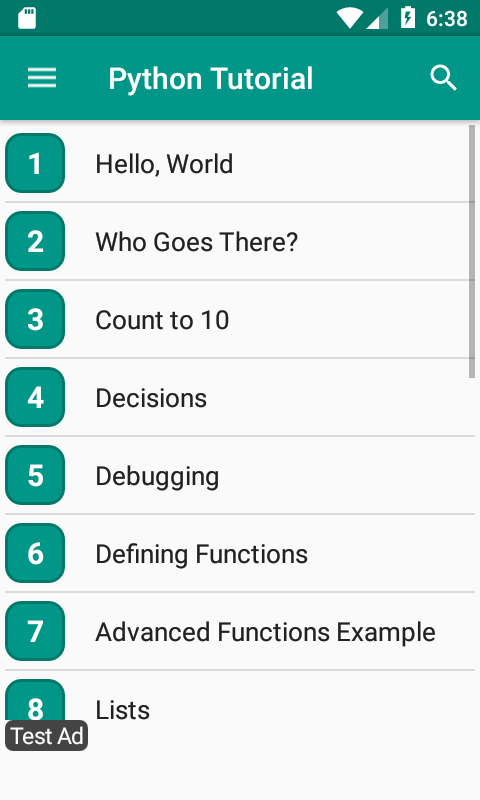 6:38
Python Tutorial
1 Hello, World
2 Who Goes There?
3 Count to 10
4 Decisions
5 Debugging
6 Defining Functions
7 Advanced Functions Example
8 Lists
Test Ad